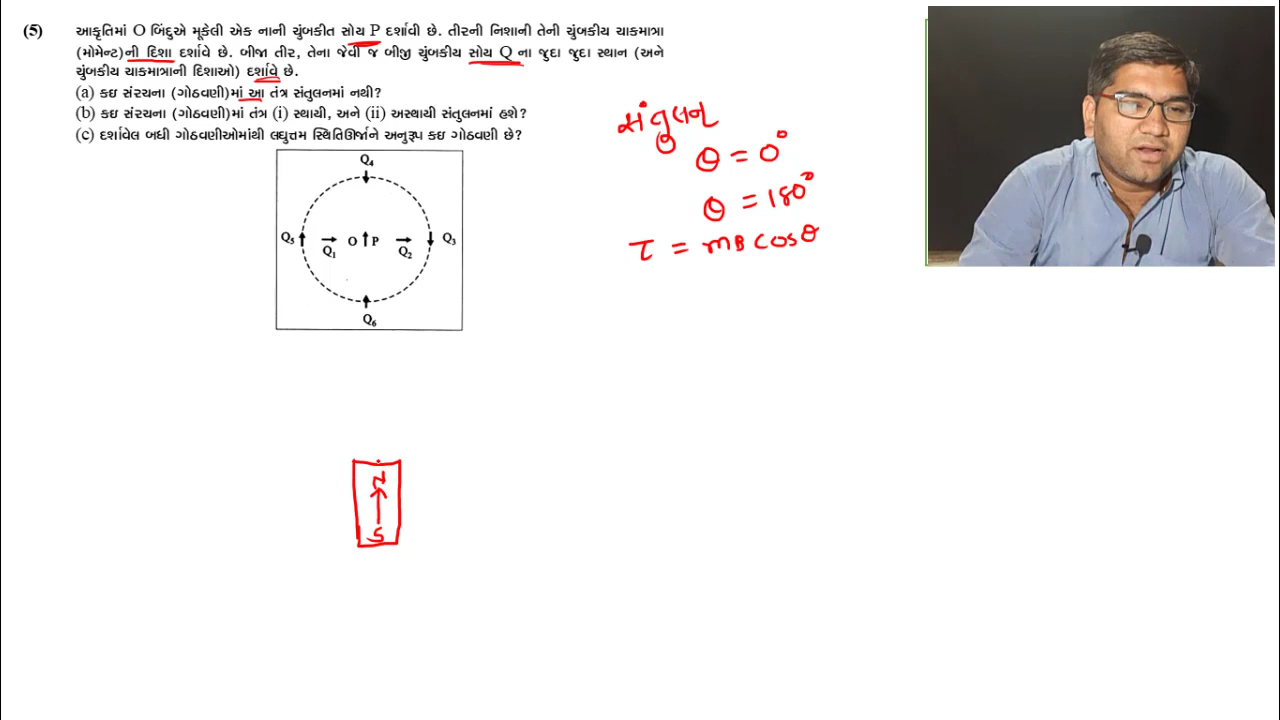 (5) આકૃતિમાં O બિંદુએ મૂકેલી એક નાની ચુંબકીત સોય P દર્શાવી છે. તીરની નિશાની તેની ચુંબકીય ચાકમાત્રા
(મોમેન્ટ)ની દિશા દર્શાવે છે. બીજા તીર, તેના જેવી જ બીજી ચુંબકીય સોય Q ના જુદા જુદા સ્થાન (અને
ચુંબકીય ચાકમાત્રાની દિશાઓ) દર્શાવે છે.
(a) કઇ સંરચના (ગોઠવણી)માં આ તંત્ર સંતુલનમાં નથી?
(b) કઇ સંરચના (ગોઠવણી)માં તંત્ર (i) સ્થાયી, અને (ii) અસ્થાયી સંતુલનમાં હશે?
(c) દર્શાવેલ બધી ગોઠવણીઓમાંથી લઘુત્તમ સ્થિતિઊર્જાને અનુરૂપ કઇ ગોઠવણી છે?
સંતુલન
θ = 0°
θ = 180°
τ = mB cosθ
Q4
Q5 Q1 O P Q2 Q3
Q6
N
S